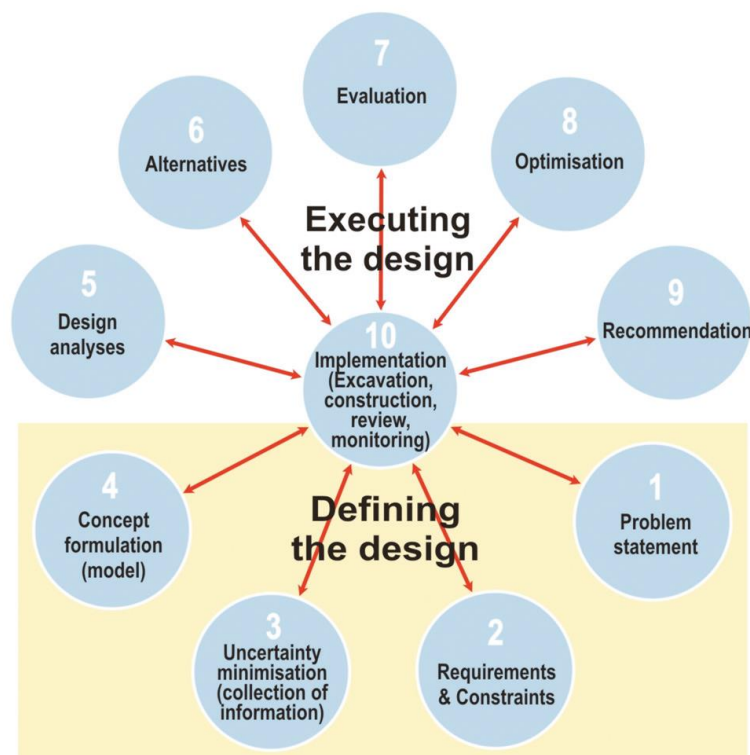 7
Evaluation
6
Alternatives
8
Optimisation
Executing
the design
5
Design
analyses
9
Recommendation
10
Implementation
(Excavation,
construction,
review,
monitoring)
4
Concept
formulation
(model)
1
Problem
statement
Defining
the design
3
Uncertainty
minimisation
(collection of
information)
2
Requirements
& Constraints